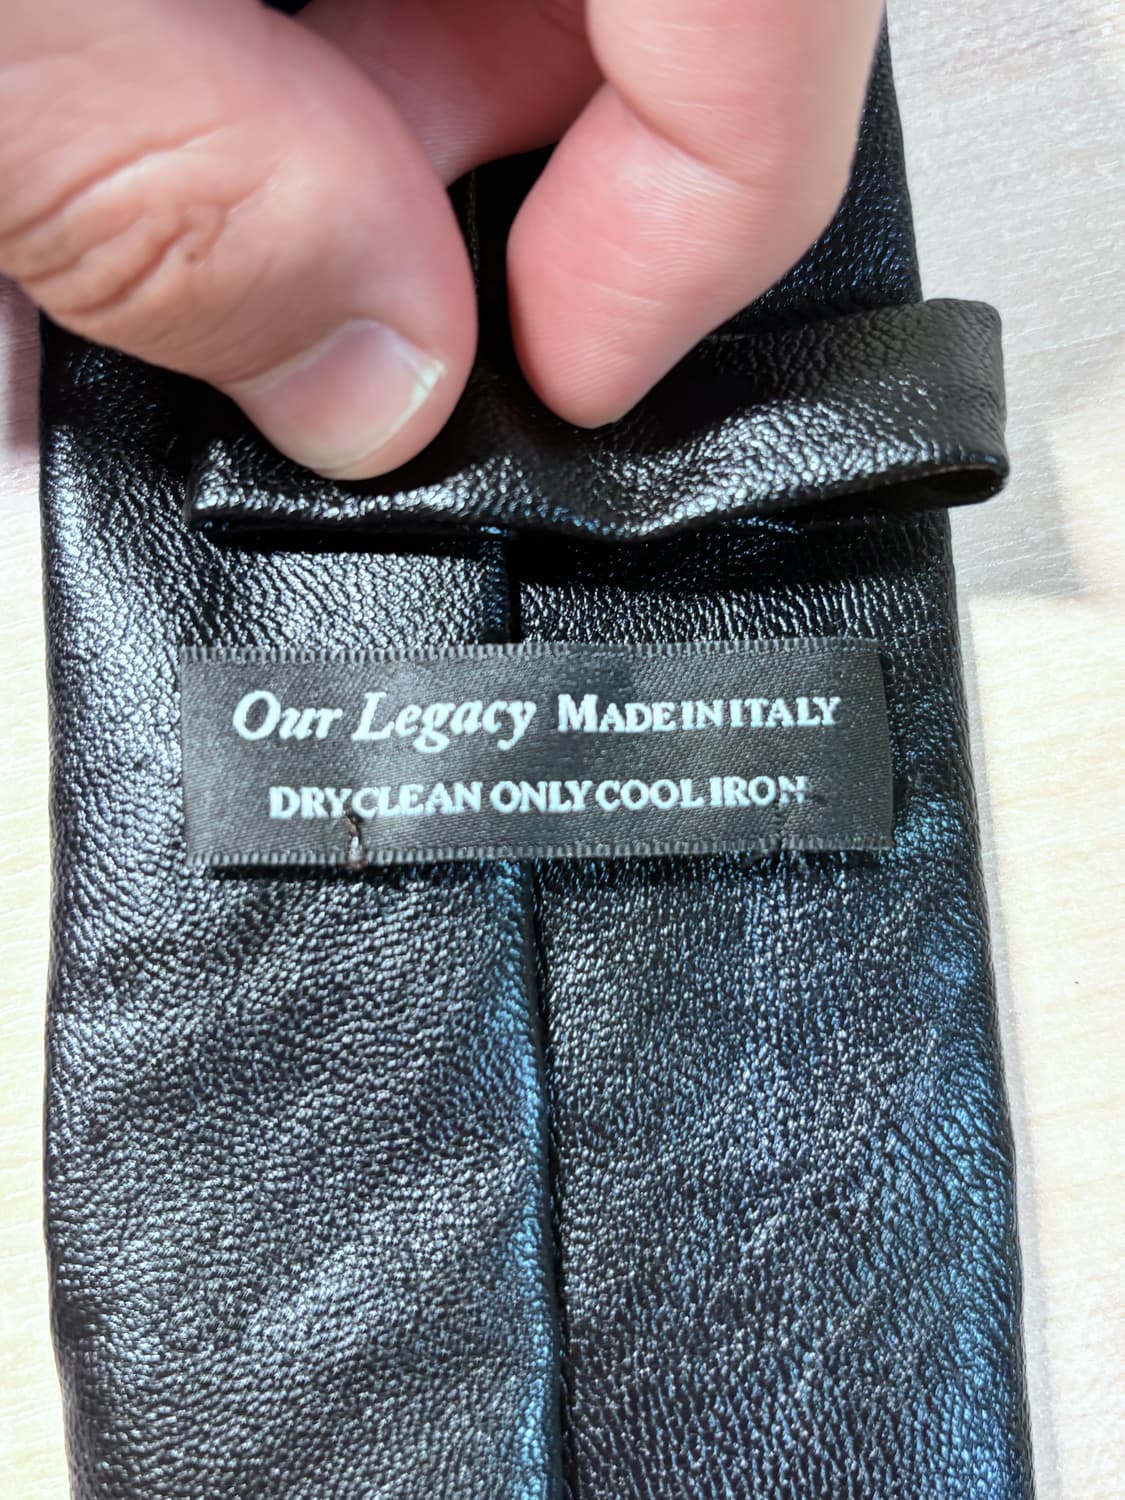 Our Legacy MADE IN ITALY
DRY CLEAN ONLY COOL IRON